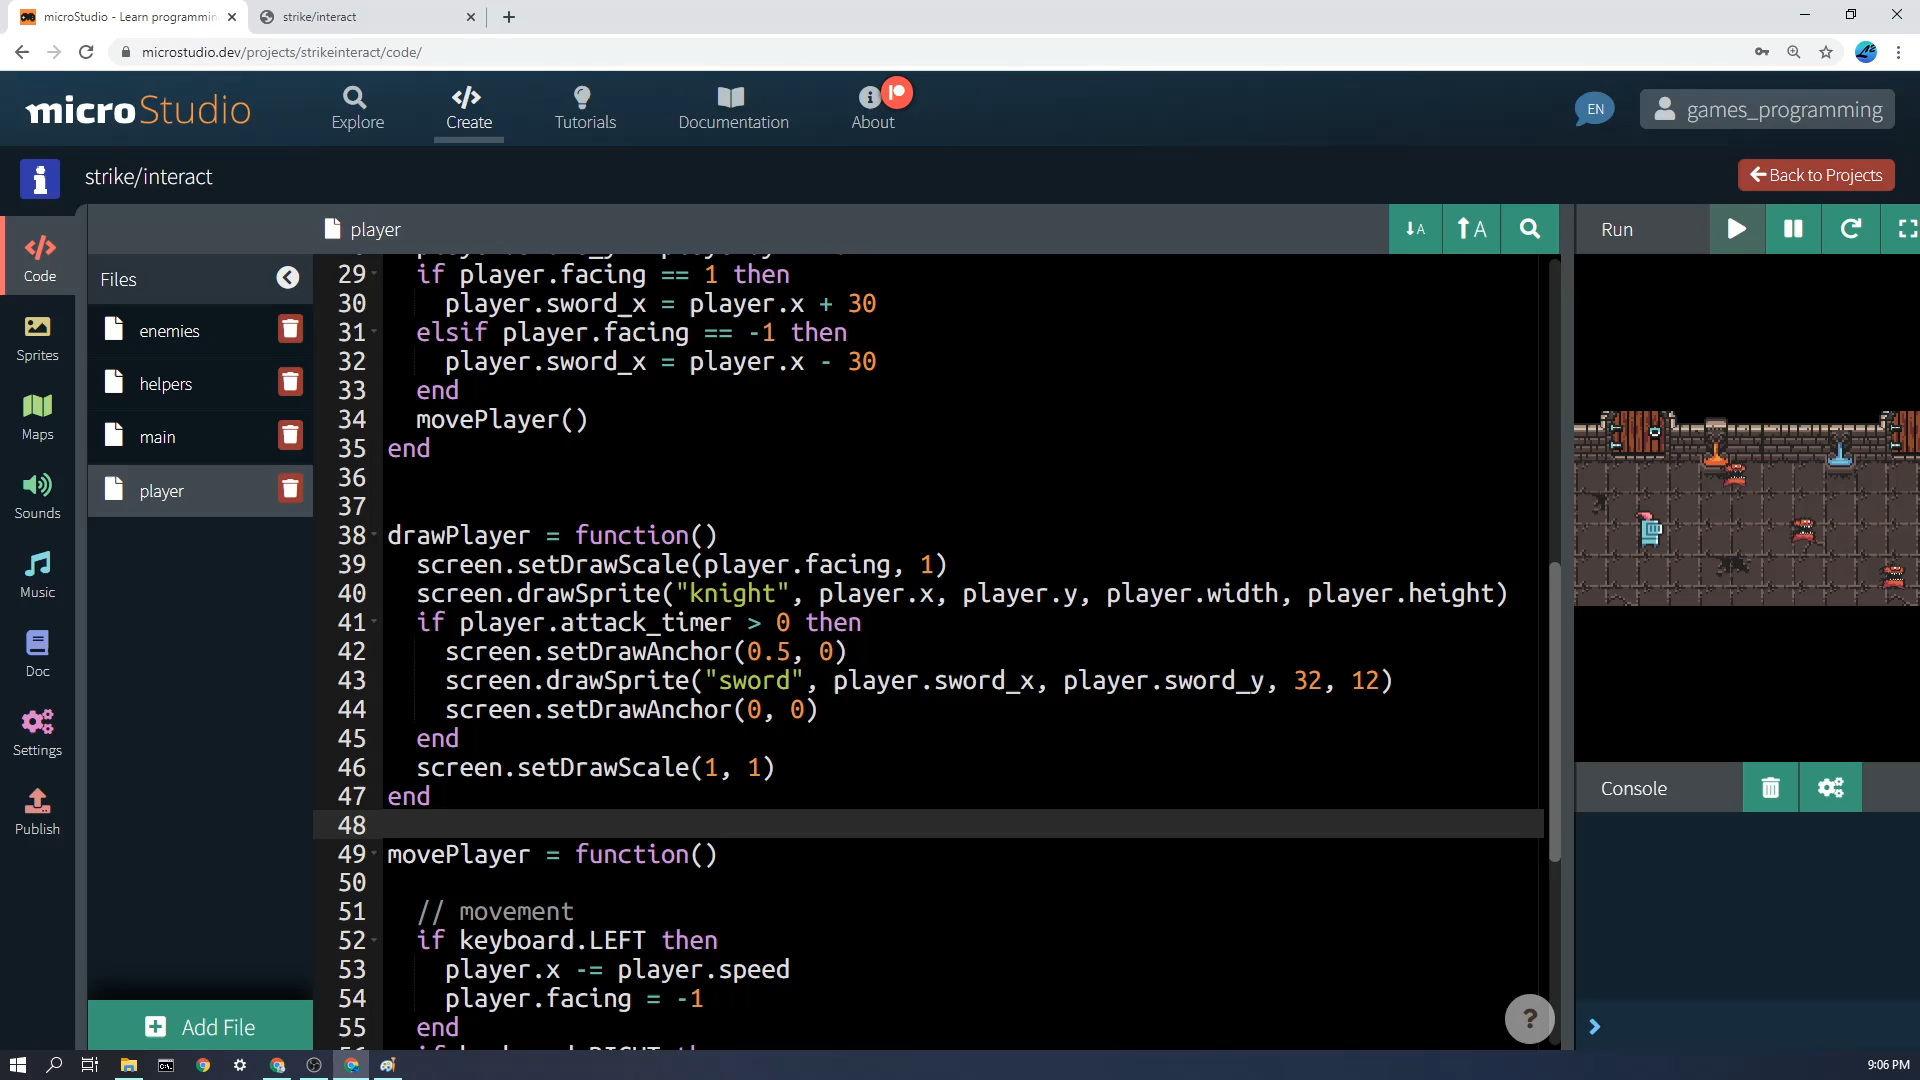 microStudio - Learn programmin
strike/interact
microstudio.dev/projects/strikeinteract/code/
microStudio
Explore
Create
Tutorials
Documentation
About
EN
games_programming
strike/interact
Back to Projects
Code
Sprites
Maps
Sounds
Music
Doc
Settings
Publish
Files
enemies
helpers
main
player
Add File
player
A
A
Run
29 if player.facing == 1 then
30 player.sword_x = player.x + 30
31 elsif player.facing == -1 then
32 player.sword_x = player.x - 30
33 end
34 movePlayer()
35 end
36
37
38 drawPlayer = function()
39 screen.setDrawScale(player.facing, 1)
40 screen.drawSprite("knight", player.x, player.y, player.width, player.height)
41 if player.attack_timer > 0 then
42 screen.setDrawAnchor(0.5, 0)
43 screen.drawSprite("sword", player.sword_x, player.sword_y, 32, 12)
44 screen.setDrawAnchor(0, 0)
45 end
46 screen.setDrawScale(1, 1)
47 end
48
49 movePlayer = function()
50
51 // movement
52 if keyboard.LEFT then
53 player.x -= player.speed
54 player.facing = -1
55 end
Console
?
9:06 PM